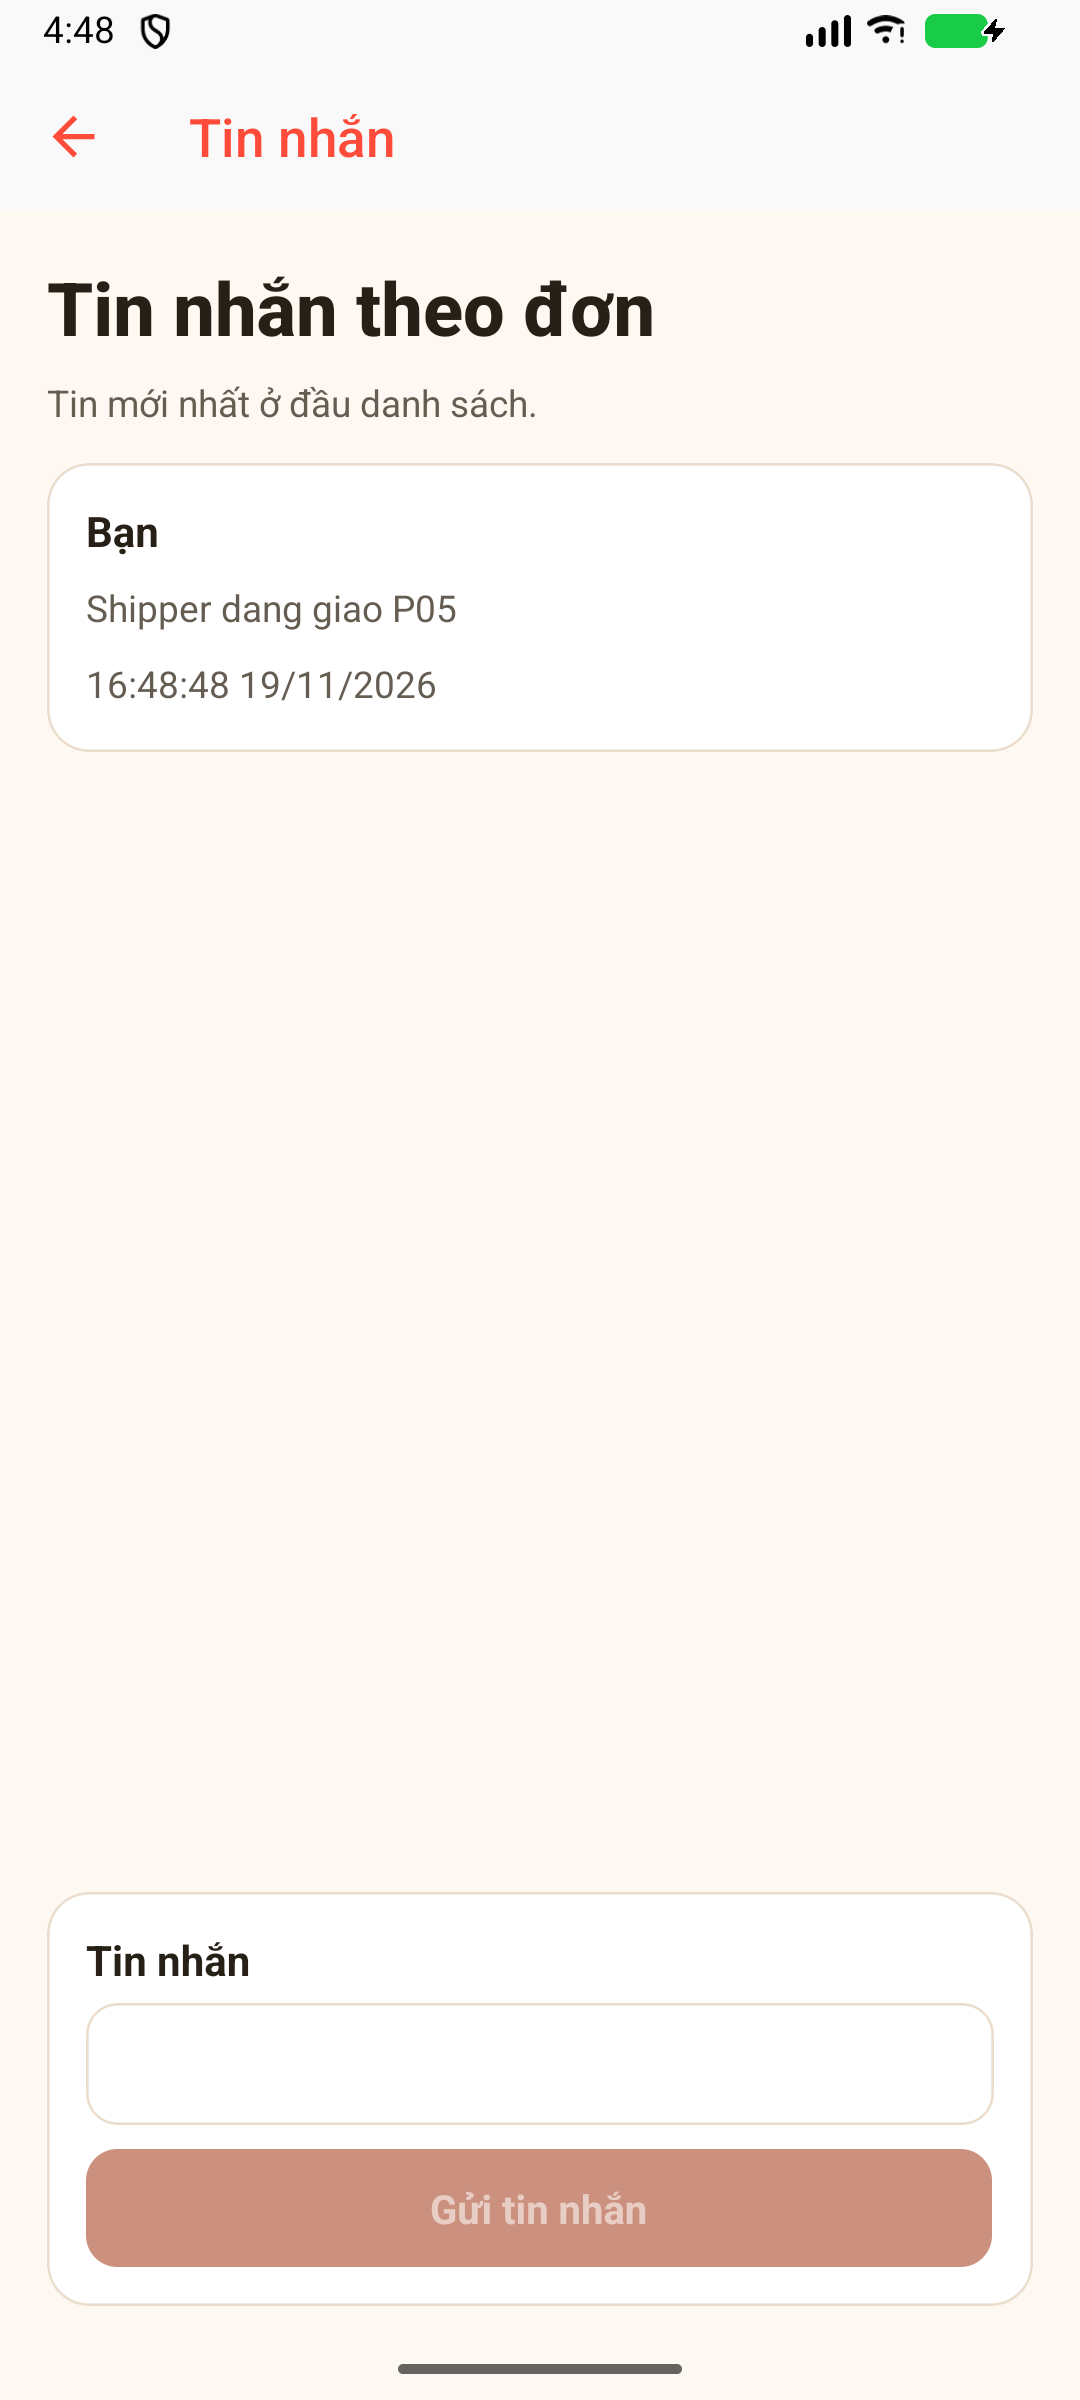 4:48
Tin nhắn
Tin nhắn theo đơn
Tin mới nhất ở đầu danh sách.
Bạn
Shipper dang giao P05
16:48:48 19/11/2026
Tin nhắn
Gửi tin nhắn